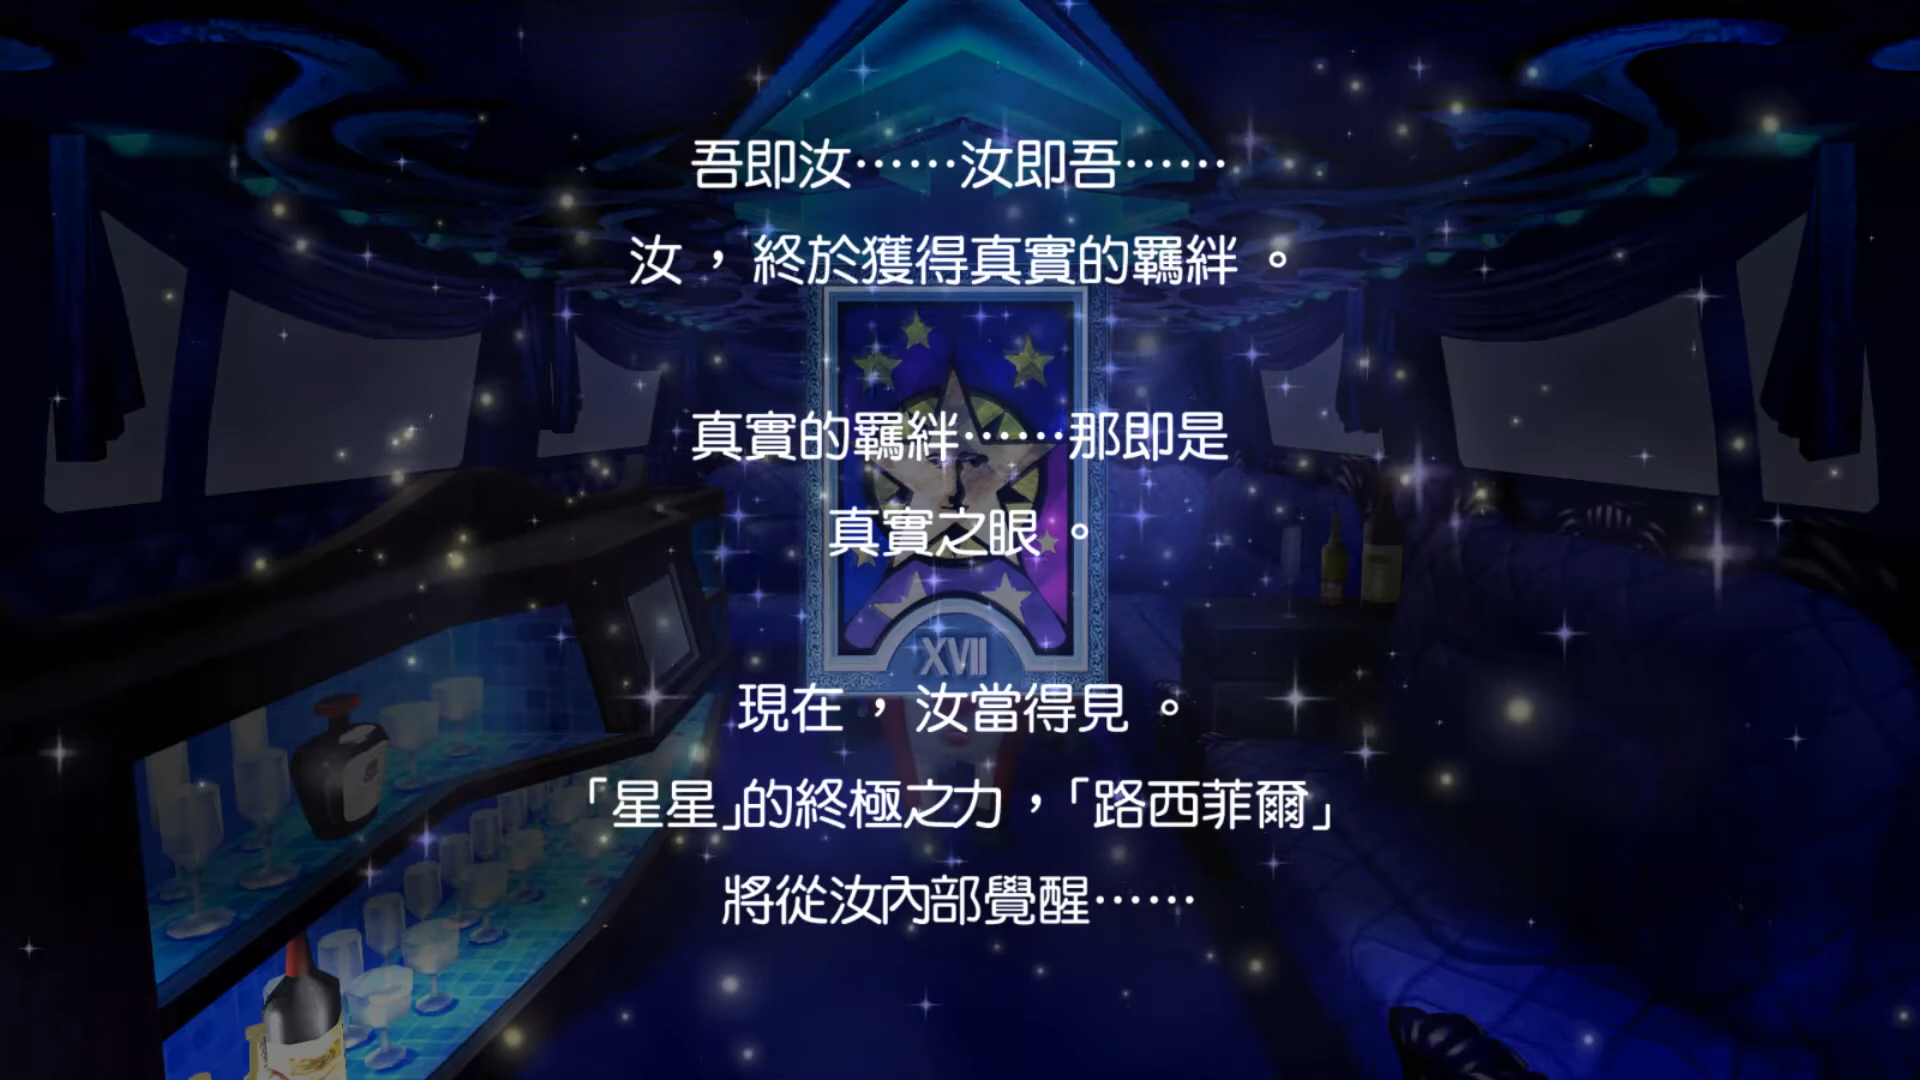 吾即汝⋯⋯汝即吾⋯⋯
汝，終於獲得真實的羈絆。
真實的羈絆⋯⋯那即是
真實之眼。
XVII
現在，汝當得見。
「星星」的終極之力，「路西菲爾」
將從汝內部覺醒⋯⋯